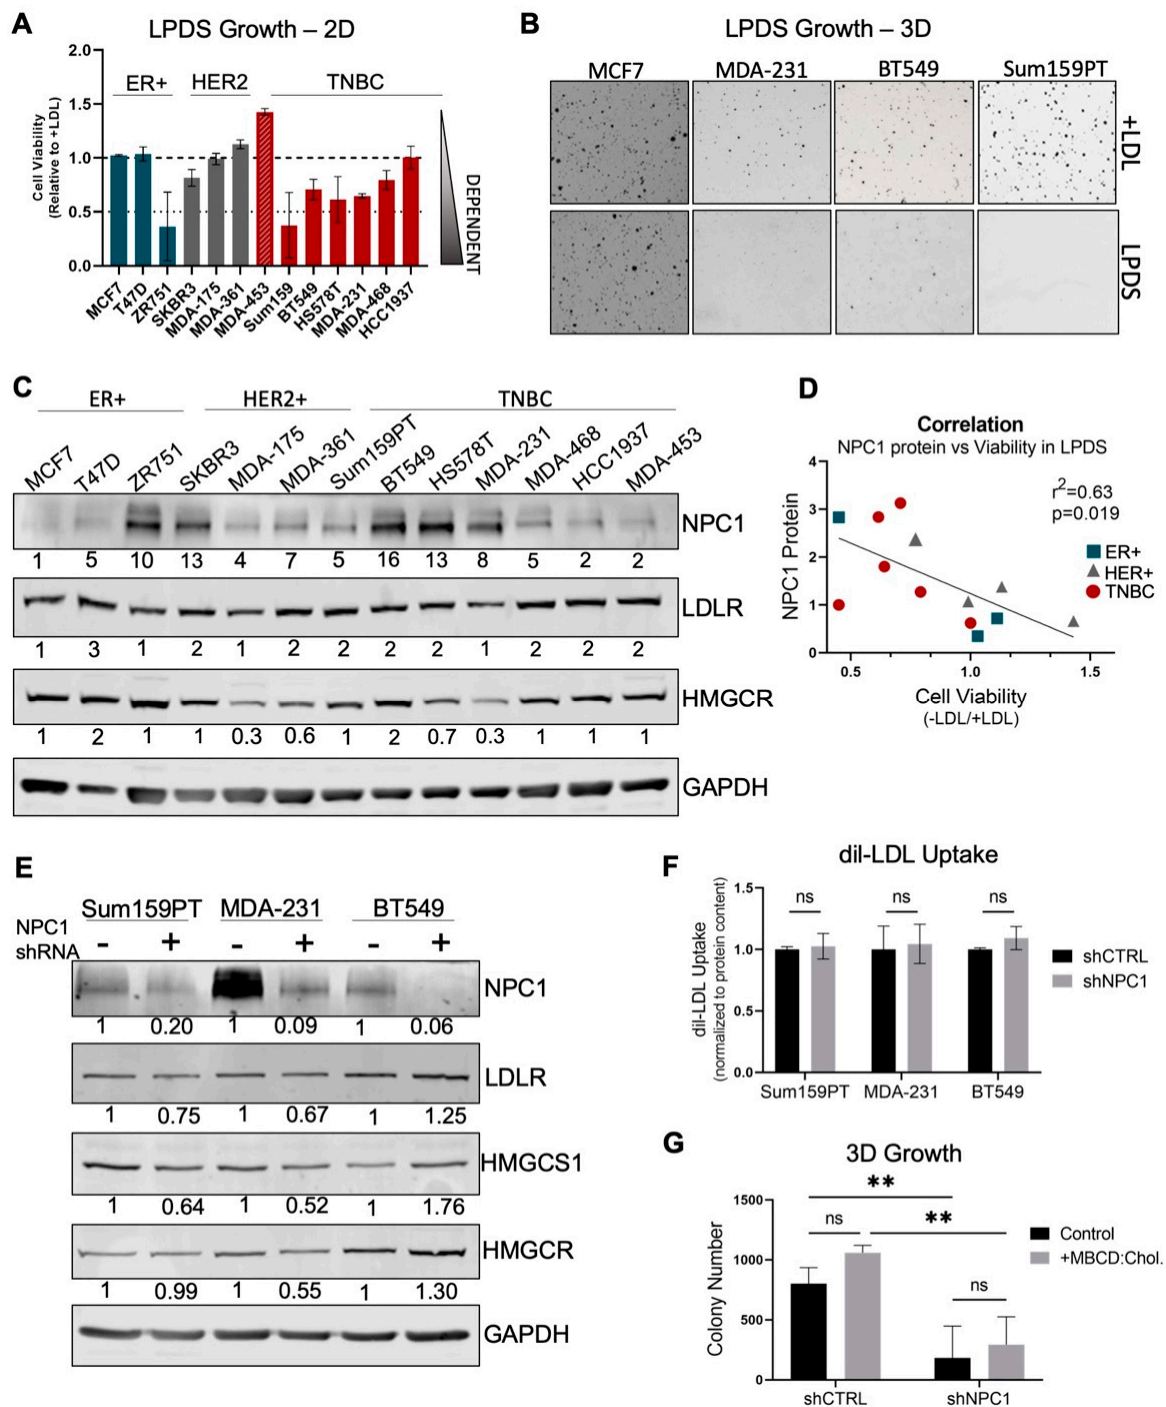 A
LPDS Growth – 2D
2.0
1.5
1.0
0.5
0.0
Cell Viability
(Relative to +LDL)
ER+
HER2
TNBC
DEPENDENT
MCF7
T47D
ZR751
SKBR3
MDA-175
MDA-361
MDA-453
Sum159
BT549
HS578T
MDA-231
MDA-468
HCC1937
B
LPDS Growth – 3D
MCF7
MDA-231
BT549
Sum159PT
+LDL
LPDS
C
ER+
HER2+
TNBC
MCF7
T47D
ZR751
SKBR3
MDA-175
MDA-361
Sum159PT
BT549
HS578T
MDA-231
MDA-468
HCC1937
MDA-453
NPC1
1 5 10 13 4 7 5 16 13 8 5 2 2
LDLR
1 3 1 2 1 2 2 2 2 1 2 2 2
HMGCR
1 2 1 1 0.3 0.6 1 2 0.7 0.3 1 1 1
GAPDH
D
Correlation
NPC1 protein vs Viability in LPDS
NPC1 Protein
4
3
2
1
0
r2=0.63
p=0.019
ER+
HER+
TNBC
0.5 1.0 1.5
Cell Viability
(-LDL/+LDL)
E
Sum159PT MDA-231 BT549
NPC1
shRNA
- + - + - +
NPC1
1 0.20 1 0.09 1 0.06
LDLR
1 0.75 1 0.67 1 1.25
HMGCS1
1 0.64 1 0.52 1 1.76
HMGCR
1 0.99 1 0.55 1 1.30
GAPDH
F
dil-LDL Uptake
dil-LDL Uptake
(normalized to protein content)
1.5
1.0
0.5
0.0
ns ns ns
shCTRL
shNPC1
Sum159PT MDA-231 BT549
G
3D Growth
Colony Number
1500
1000
500
0
**
ns
**
ns
Control
+MBCD:Chol.
shCTRL shNPC1